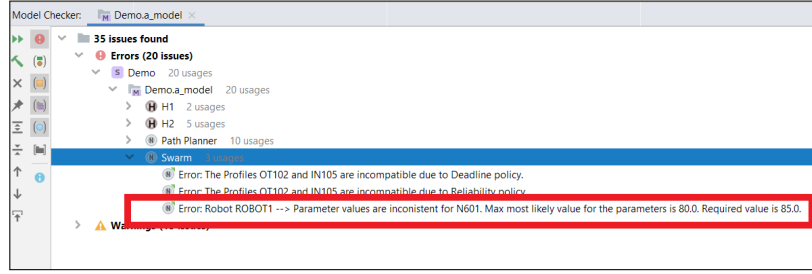 Model Checker: Demo.a_model
35 issues found
Errors (20 issues)
S Demo 20 usages
M Demo.a_model 20 usages
H H1 2 usages
H H2 5 usages
N Path Planner 10 usages
N Swarm 3 usages
N Error: The Profiles OT102 and IN105 are incompatible due to Deadline policy.
N Error: The Profiles OT102 and IN105 are incompatible due to Reliability policy.
N Error: Robot ROBOT1 --> Parameter values are inconistent for N601. Max most likely value for the parameters is 80.0. Required value is 85.0.
Warnings issues)